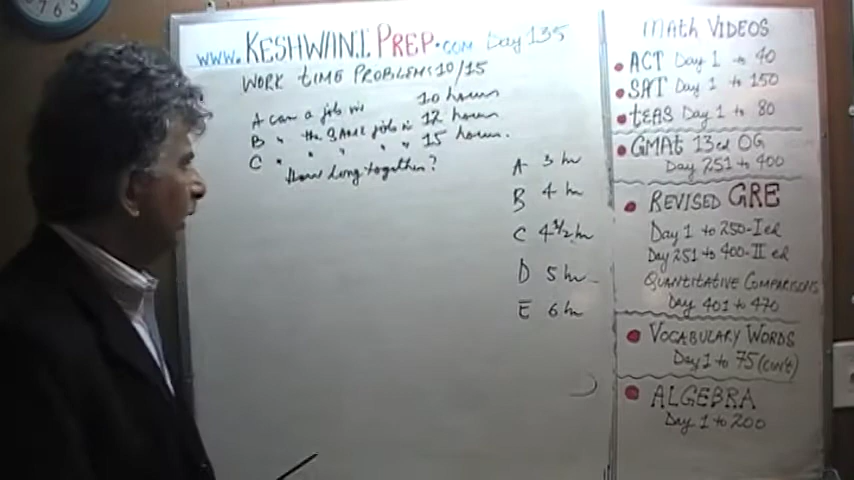 www.KESHWANI PREP.com Day 135
WORK TIME PROBLEMS 10/15
A can a job in 10 hours
B " the SAME job in 12 hours
C " " " " " 15 hours.
How long together?
A 3 hr
B 4 hr
C 4 1/2 hr
D 5 hr
E 6 hr
Math VIDEOS
ACT Day 1 to 40
SAT Day 1 to 150
tEAS Day 1 to 80
GMAt 13 ed OG
Day 251 to 400
REVISED GRE
Day 1 to 250-I ed
Day 251 to 400-II ed
QUANtitAtiVE COMPARISONS
Day 401 to 470
VOCABULARY WORDS
Day 1 to 75 (con't)
ALGEBRA
Day 1 to 200